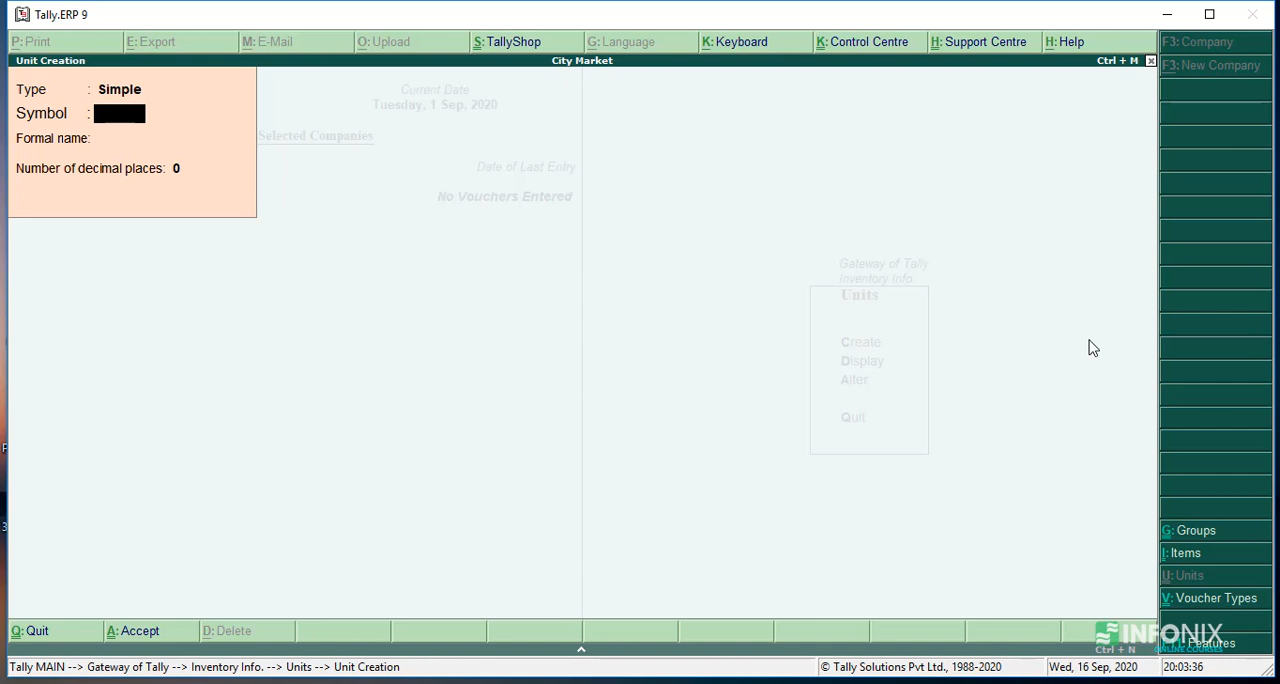 Tally.ERP 9
P: Print
E: Export
M: E-Mail
O: Upload
S: TallyShop
G: Language
K: Keyboard
K: Control Centre
H: Support Centre
H: Help
F3: Company
F3: New Company
Unit Creation
City Market
Ctrl + M
Type : Simple
Symbol :
Formal name:
Number of decimal places: 0
Current Date
Tuesday, 1 Sep, 2020
Selected Companies
Date of Last Entry
No Vouchers Entered
Gateway of Tally
Inventory Info.
Units
Create
Display
Alter
Quit
G: Groups
I: Items
U: Units
V: Voucher Types
Features
Q: Quit
A: Accept
D: Delete
INFONIX
ONLINE COURSES
Ctrl + N
Tally MAIN --> Gateway of Tally --> Inventory Info. --> Units --> Unit Creation
© Tally Solutions Pvt Ltd., 1988-2020
Wed, 16 Sep, 2020
20:03:36